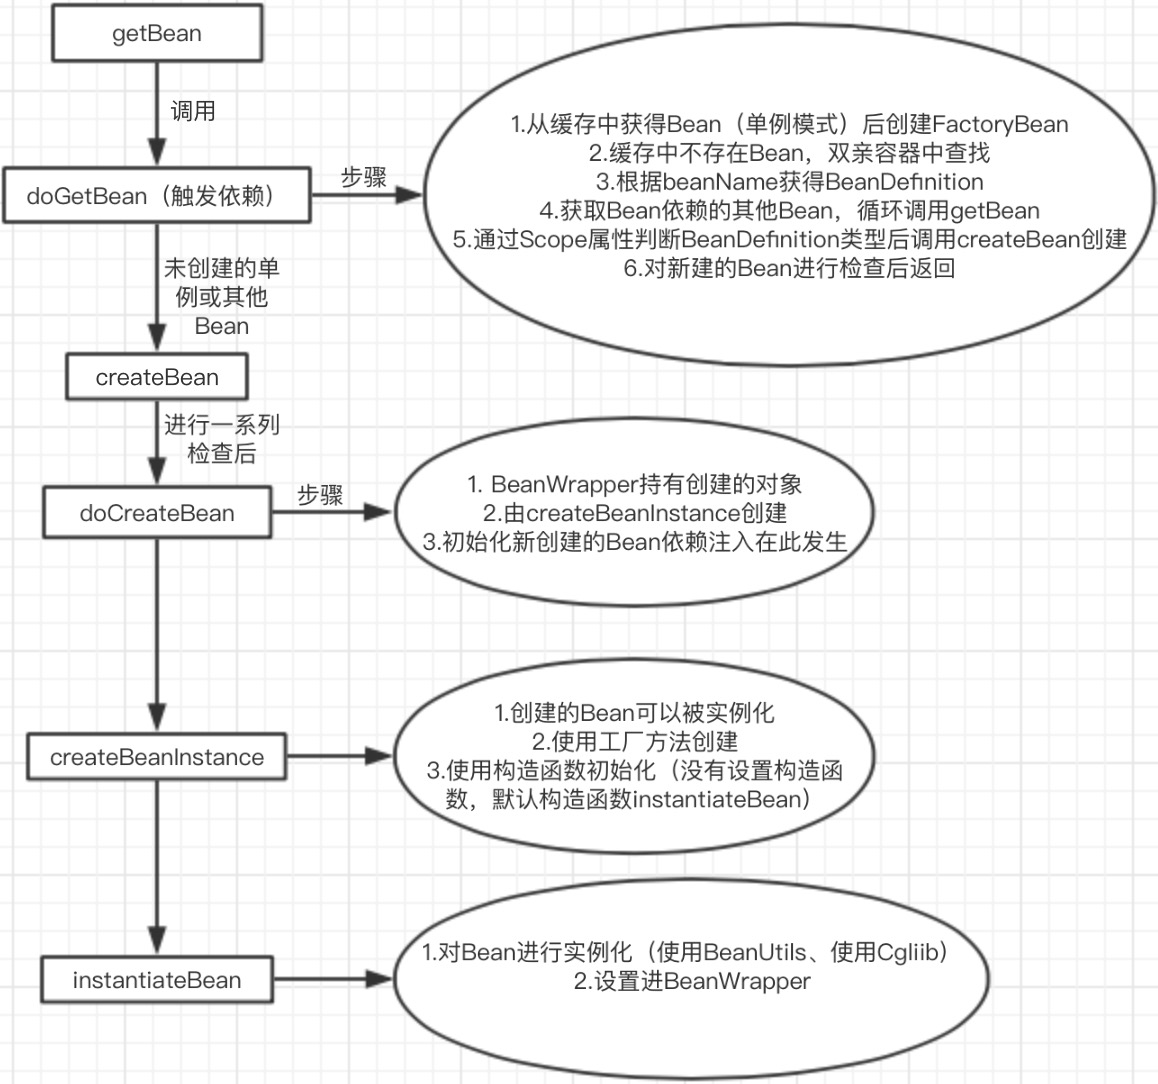 getBean
调用
doGetBean（触发依赖）
步骤
1.从缓存中获得Bean（单例模式）后创建FactoryBean
2.缓存中不存在Bean，双亲容器中查找
3.根据beanName获得BeanDefinition
4.获取Bean依赖的其他Bean，循环调用getBean
5.通过Scope属性判断BeanDefinition类型后调用createBean创建
6.对新建的Bean进行检查后返回
未创建的单
例或其他
Bean
createBean
进行一系列
检查后
doCreateBean
步骤
1. BeanWrapper持有创建的对象
2.由createBeanInstance创建
3.初始化新创建的Bean依赖注入在此发生
createBeanInstance
1.创建的Bean可以被实例化
2.使用工厂方法创建
3.使用构造函数初始化（没有设置构造函
数，默认构造函数instantiateBean）
instantiateBean
1.对Bean进行实例化（使用BeanUtils、使用Cgliib）
2.设置进BeanWrapper